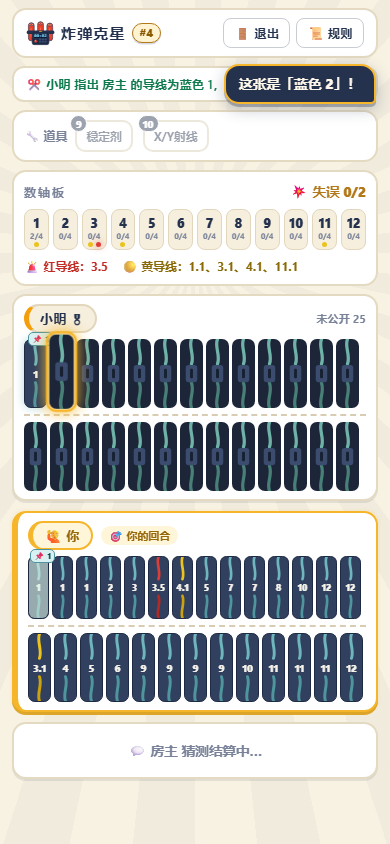 炸弹克星 #4 退出 规则
小明 指出 房主 的导线为蓝色 1, 这张是「蓝色 2」！
道具 9 稳定剂 10 X/Y射线
数轴板 失误 0/2
1 2 3 4 5 6 7 8 9 10 11 12
2/4 0/4 0/4 0/4 0/4 0/4 0/4 0/4 0/4 0/4 0/4 0/4
红导线：3.5 黄导线：1.1、3.1、4.1、11.1
小明 未公开 25
1
你 你的回合
1
1 1 1 2 3 3.5 4.1 5 7 7 8 10 12 12
3.1 4 5 6 9 9 9 9 10 11 11 11 12
房主 猜测结算中...